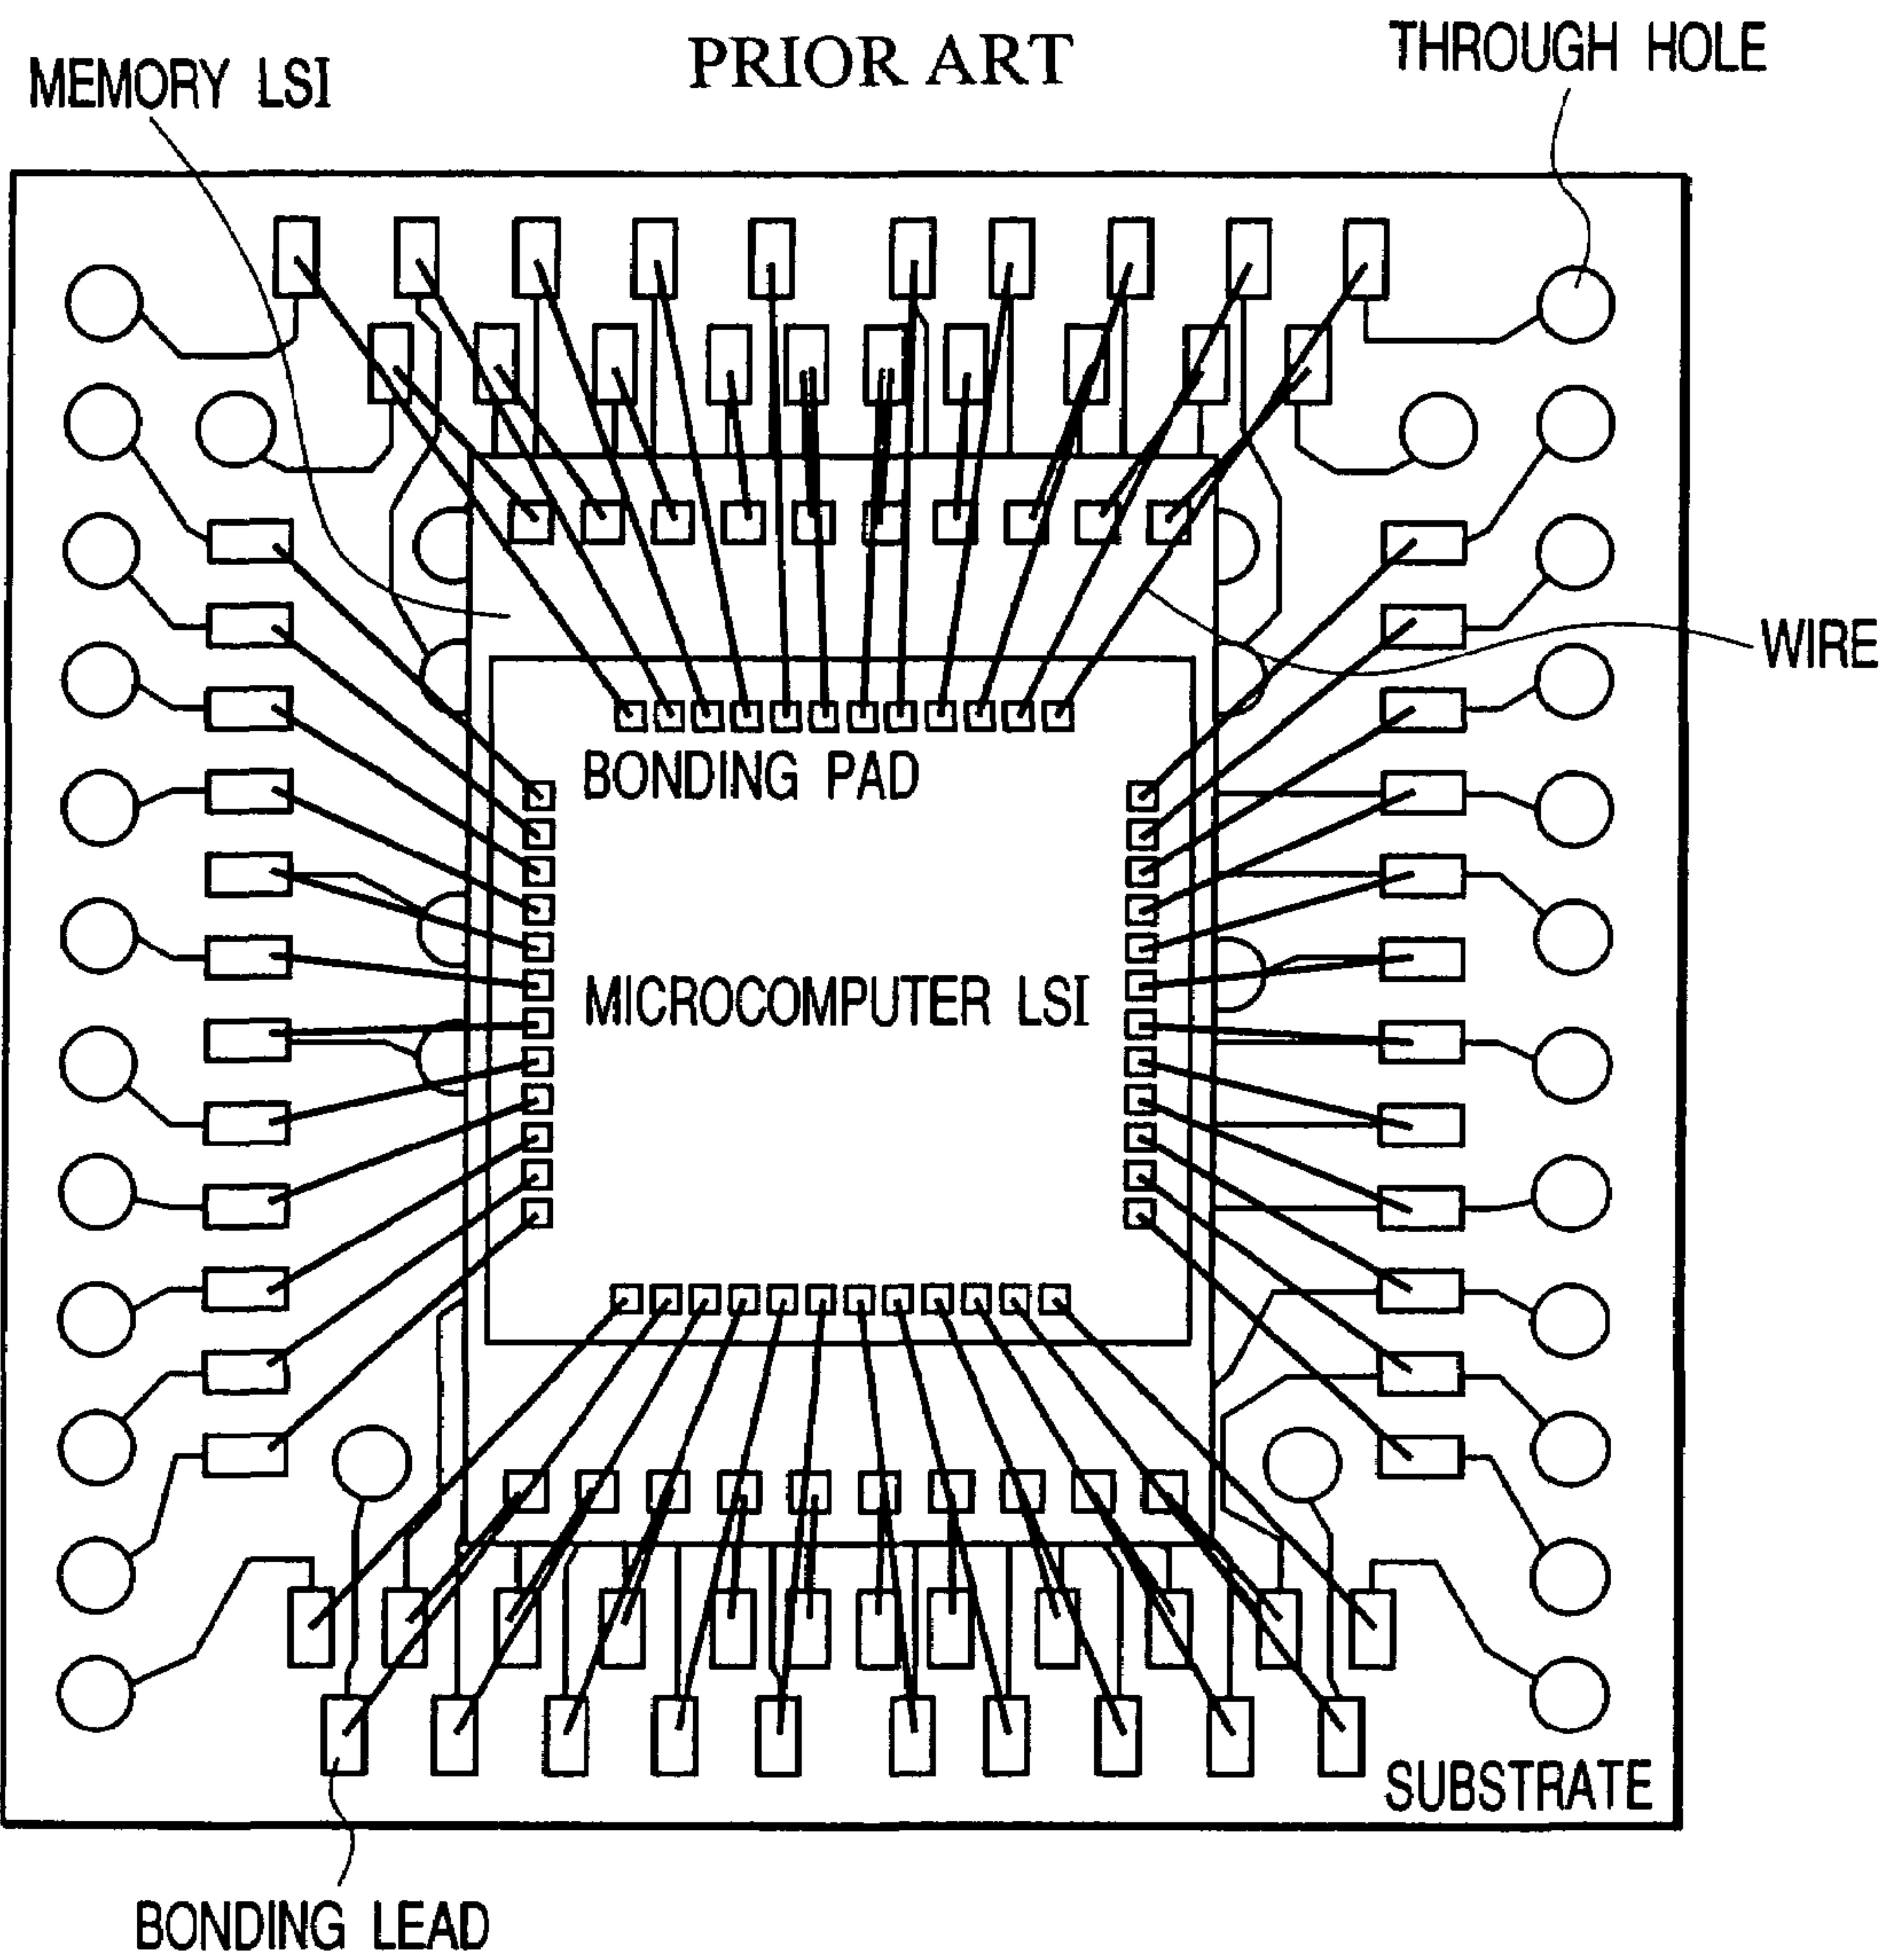 PRIOR ART
THROUGH HOLE
MEMORY LSI
WIRE
BONDING PAD
MICROCOMPUTER LSI
SUBSTRATE
BONDING LEAD